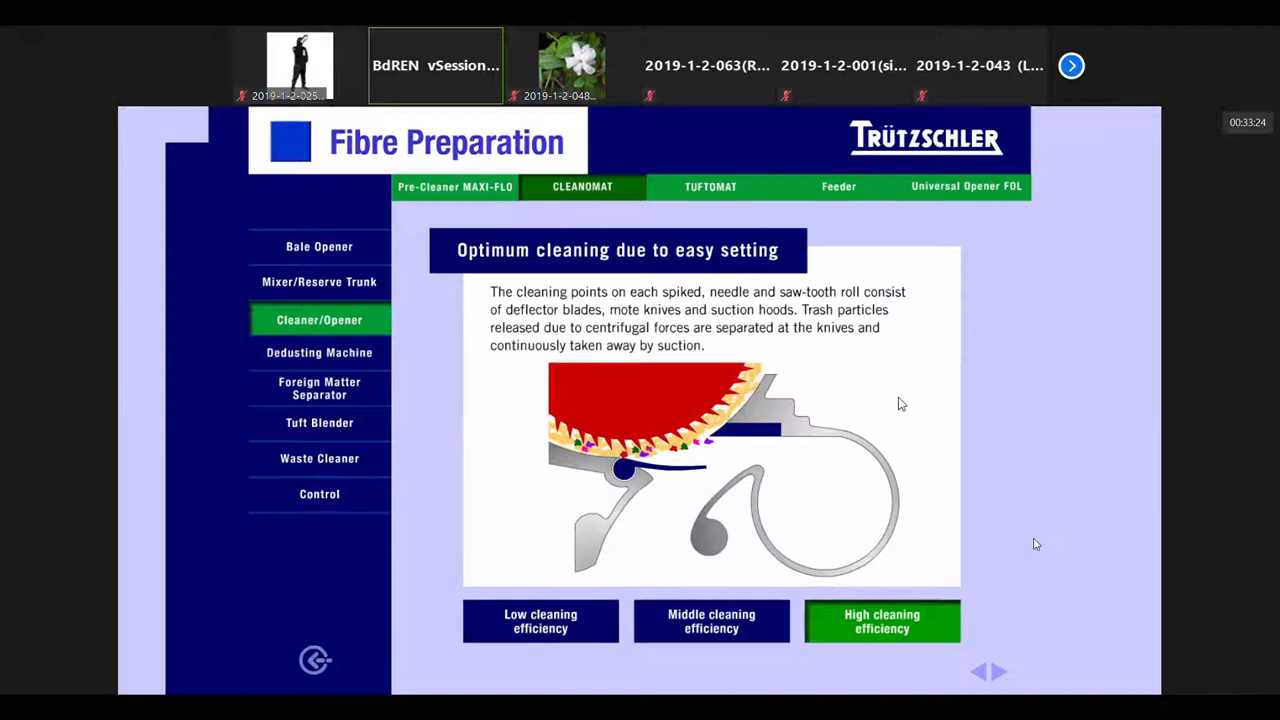 BdREN vSession...
2019-1-2-063(R...
2019-1-2-001(si...
2019-1-2-043 (L...
2019-1-2-025...
2019-1-2-048...
00:33:24
Fibre Preparation
TRÜTZSCHLER
Pre-Cleaner MAXI-FLO
CLEANOMAT
TUFTOMAT
Feeder
Universal Opener FOL
Bale Opener
Mixer/Reserve Trunk
Cleaner/Opener
Dedusting Machine
Foreign Matter
Separator
Tuft Blender
Waste Cleaner
Control
Optimum cleaning due to easy setting
The cleaning points on each spiked, needle and saw-tooth roll consist
of deflector blades, mote knives and suction hoods. Trash particles
released due to centrifugal forces are separated at the knives and
continuously taken away by suction.
Low cleaning
efficiency
Middle cleaning
efficiency
High cleaning
efficiency